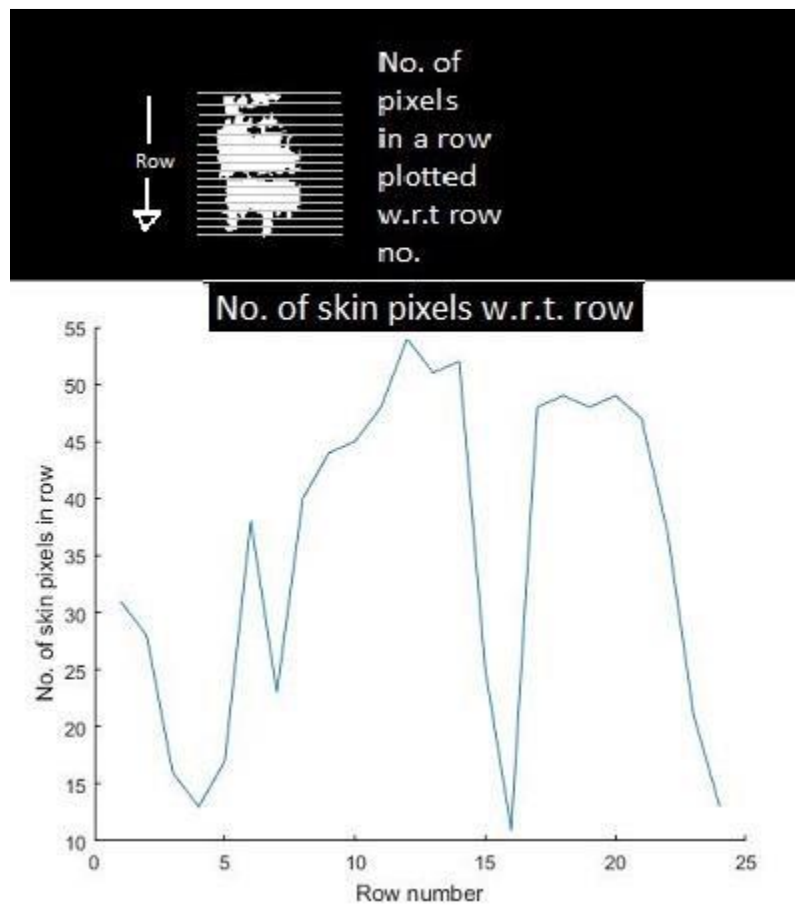 No. of
pixels
in a row
plotted
w.r.t row
no.
Row
No. of skin pixels w.r.t. row
55
50
45
40
35
30
25
20
15
10
No. of skin pixels in row
0 5 10 15 20 25
Row number